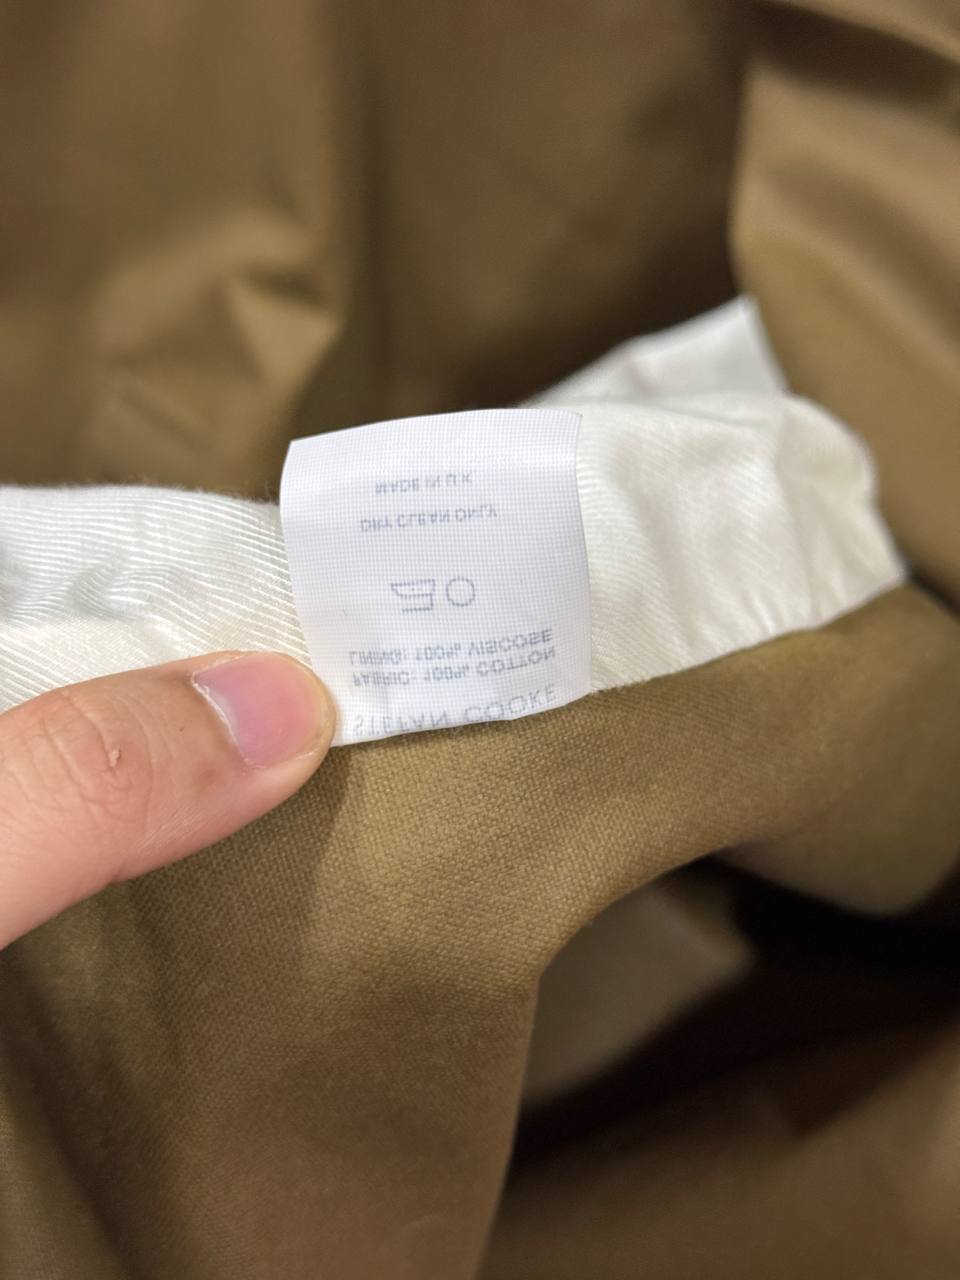 STEFAN COOKE
FABRIC: 100% COTTON
LINING: 100% VISCOSE
DRY CLEAN ONLY
MADE IN U.K